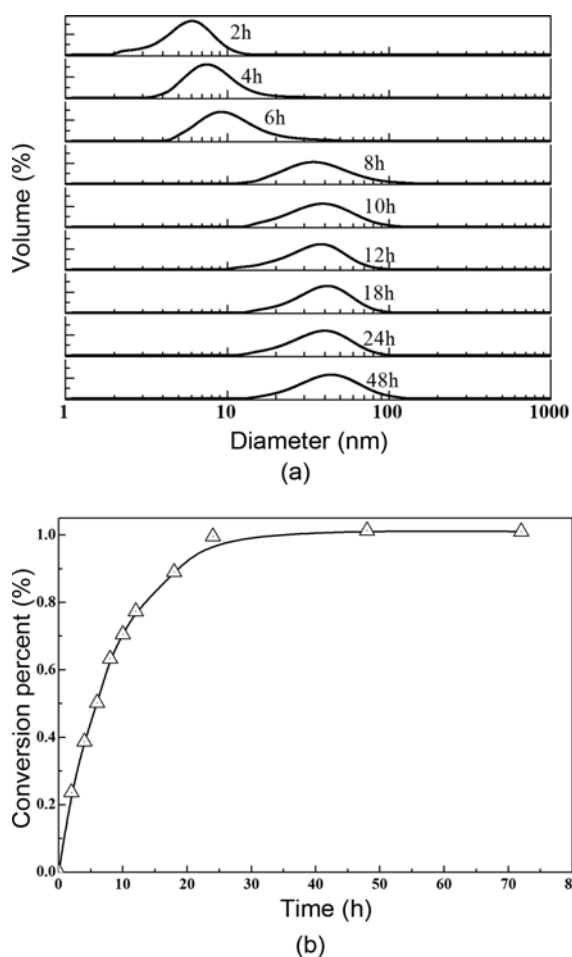 2h
4h
6h
8h
10h
12h
18h
24h
48h
Volume (%)
1 10 100 1000
Diameter (nm)
(a)
1.0
0.8
0.6
0.4
0.2
0.0
Conversion percent (%)
0 10 20 30 40 50 60 70 8
Time (h)
(b)